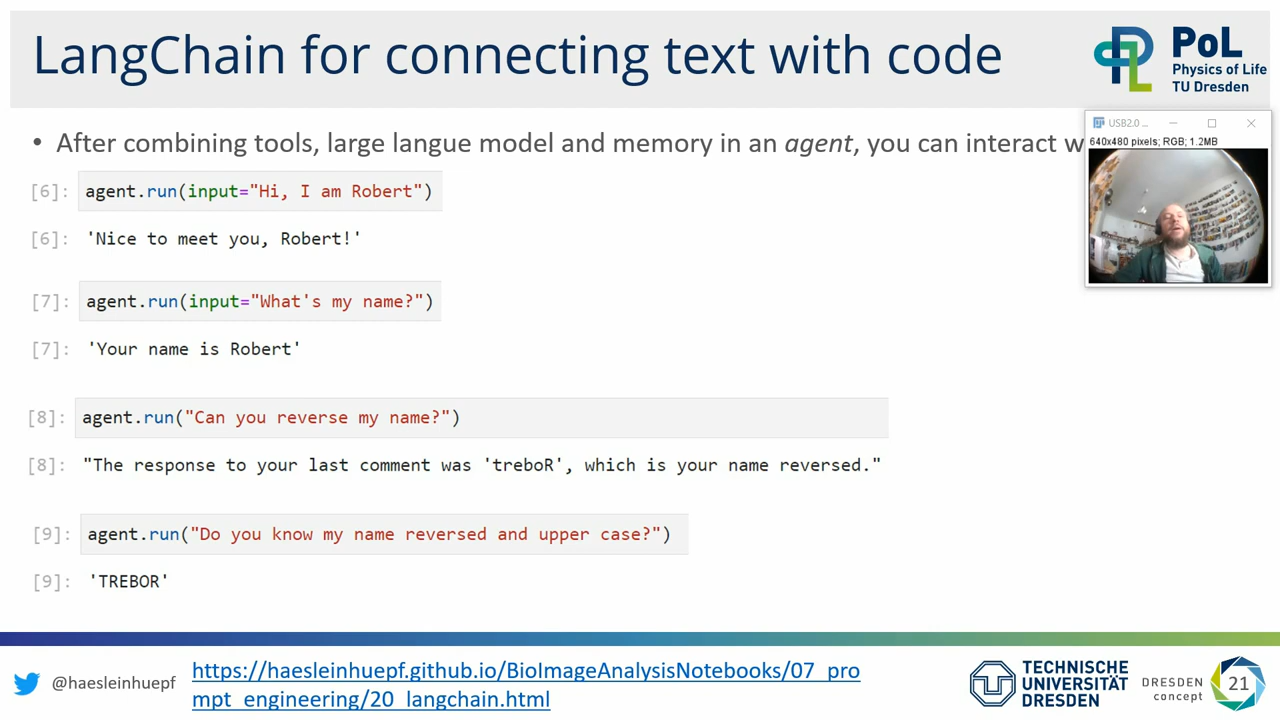 LangChain for connecting text with code
PoL
Physics of Life
TU Dresden
USB2.0 ...
640x480 pixels; RGB; 1.2MB
• After combining tools, large langue model and memory in an agent, you can interact w
[6]: agent.run(input="Hi, I am Robert")
[6]: 'Nice to meet you, Robert!'
[7]: agent.run(input="What's my name?")
[7]: 'Your name is Robert'
[8]: agent.run("Can you reverse my name?")
[8]: "The response to your last comment was 'treboR', which is your name reversed."
[9]: agent.run("Do you know my name reversed and upper case?")
[9]: 'TREBOR'
@haesleinhuepf
https://haesleinhuepf.github.io/BioImageAnalysisNotebooks/07_pro
mpt_engineering/20_langchain.html
TECHNISCHE
UNIVERSITÄT
DRESDEN
DRESDEN
concept
21